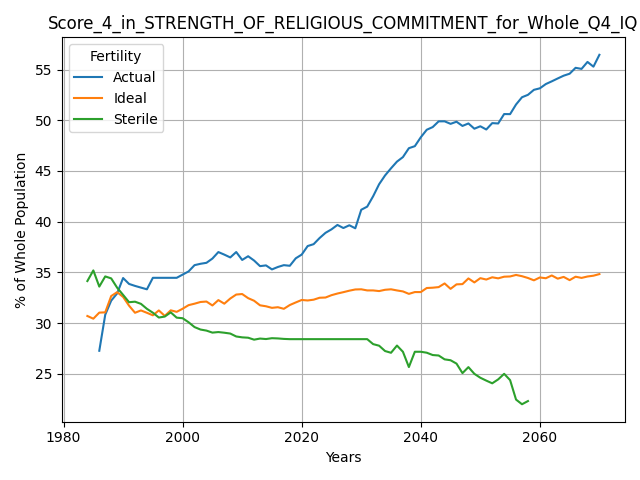 Score_4_in_STRENGTH_OF_RELIGIOUS_COMMITMENT_for_Whole_Q4_IQ
Fertility
Actual
Ideal
Sterile
% of Whole Population
55
50
45
40
35
30
25
1980
2000
2020
2040
2060
Years